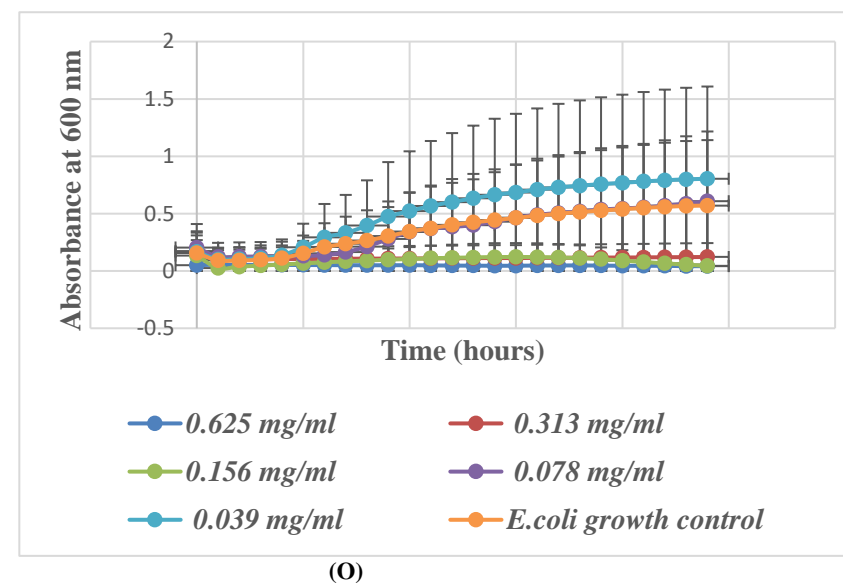 2
1.5
1
0.5
0
-0.5
Absorbance at 600 nm
Time (hours)
0.625 mg/ml 0.313 mg/ml
0.156 mg/ml 0.078 mg/ml
0.039 mg/ml E.coli growth control
(O)